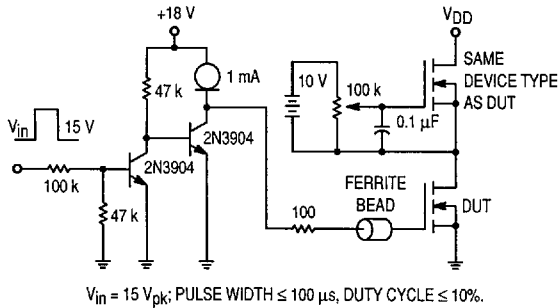 +18 V
V_DD
47 k
1 mA
SAME
DEVICE TYPE
AS DUT
10 V
100 k
0.1 µF
V_in
15 V
2N3904
2N3904
100 k
47 k
FERRITE
BEAD
100
DUT
V_in = 15 V_pk; PULSE WIDTH ≤ 100 µs, DUTY CYCLE ≤ 10%.